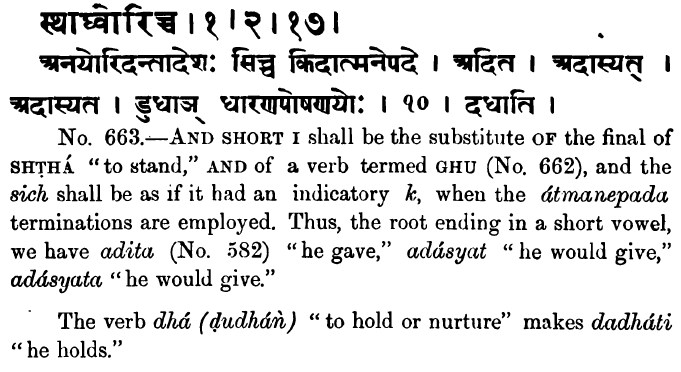 स्थाघ्वोरिच्च । १ । २ । १७ ।
अनयोरिदन्तादेशः सिच्च किदात्मनेपदे । अदित । अदास्यत् ।
अदास्यत । डुधाञ् धारणपोषणयोः । १० । दधाति ।
No. 663.—AND SHORT I shall be the substitute OF the final of
SHṬHÁ “to stand,” AND of a verb termed GHU (No. 662), and the
sich shall be as if it had an indicatory k, when the átmanepada
terminations are employed. Thus, the root ending in a short vowel,
we have adita (No. 582) “he gave,” adásyat “he would give,”
adásyata “he would give.”
The verb dhá (ḍudháṅ) “to hold or nurture” makes dadháti
“he holds.”